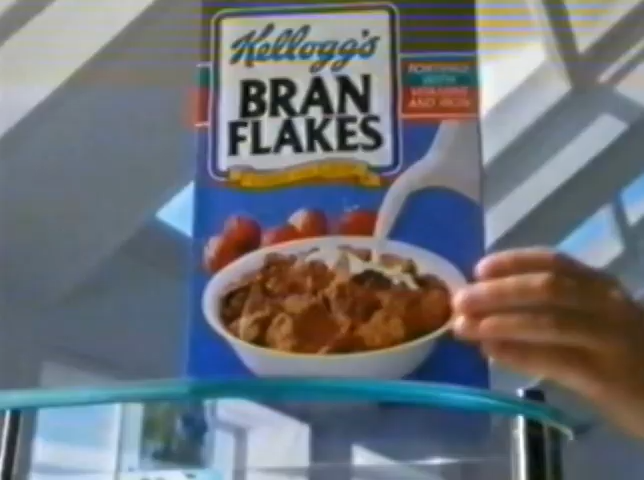 Kellogg's
BRAN
FLAKES
FORTIFIED
WITH
VITAMINS
AND IRON